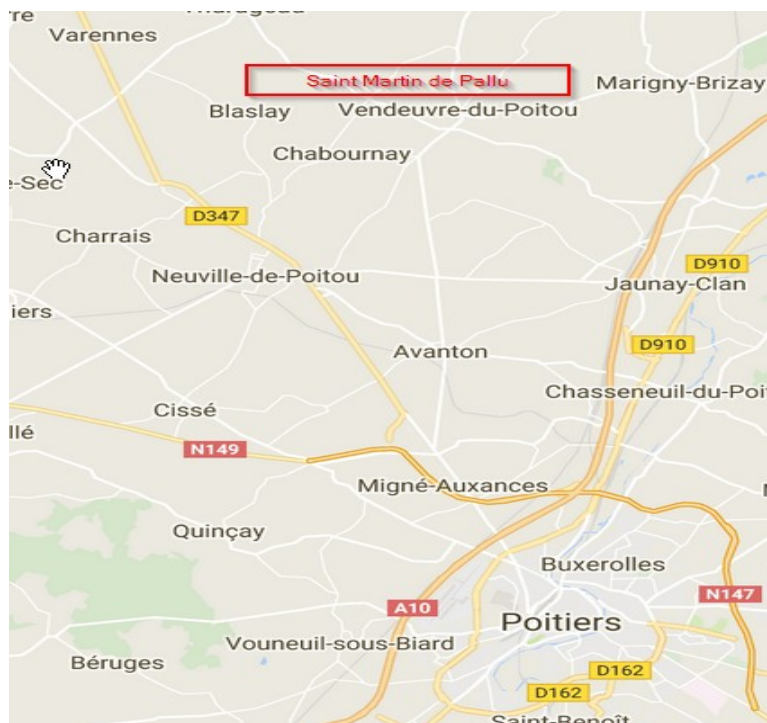 Varennes
Saint Martin de Pallu
Marigny-Brizay
Blaslay
Vendeuvre-du-Poitou
Chabournay
e-Sec
D347
Charrais
D910
Neuville-de-Poitou
Jaunay-Clan
iers
D910
Avanton
Chasseneuil-du-Poi
Cissé
llé
N149
Migné-Auxances
Quinçay
Buxerolles
N147
A10
Poitiers
Vouneuil-sous-Biard
Béruges
D162
D162
Saint-Benoît